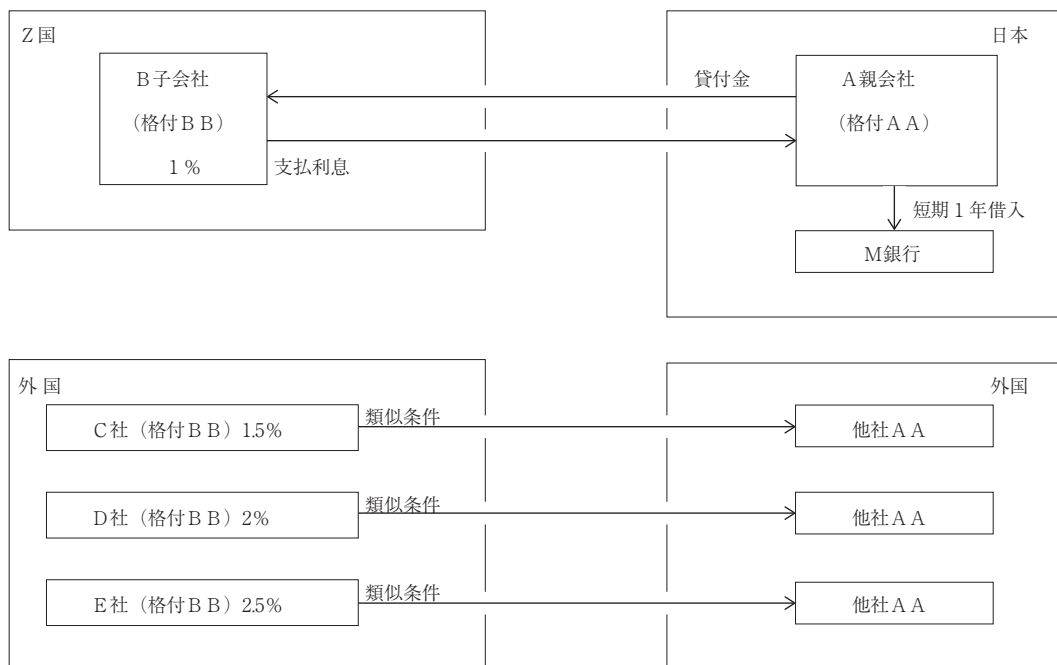 Z国
日本
B子会社
(格付BB)
1%
貸付金
支払利息
A親会社
(格付AA)
短期1年借入
M銀行
外国
外国
C社(格付BB)1.5%
類似条件
他社AA
D社(格付BB)2%
類似条件
他社AA
E社(格付BB)2.5%
類似条件
他社AA